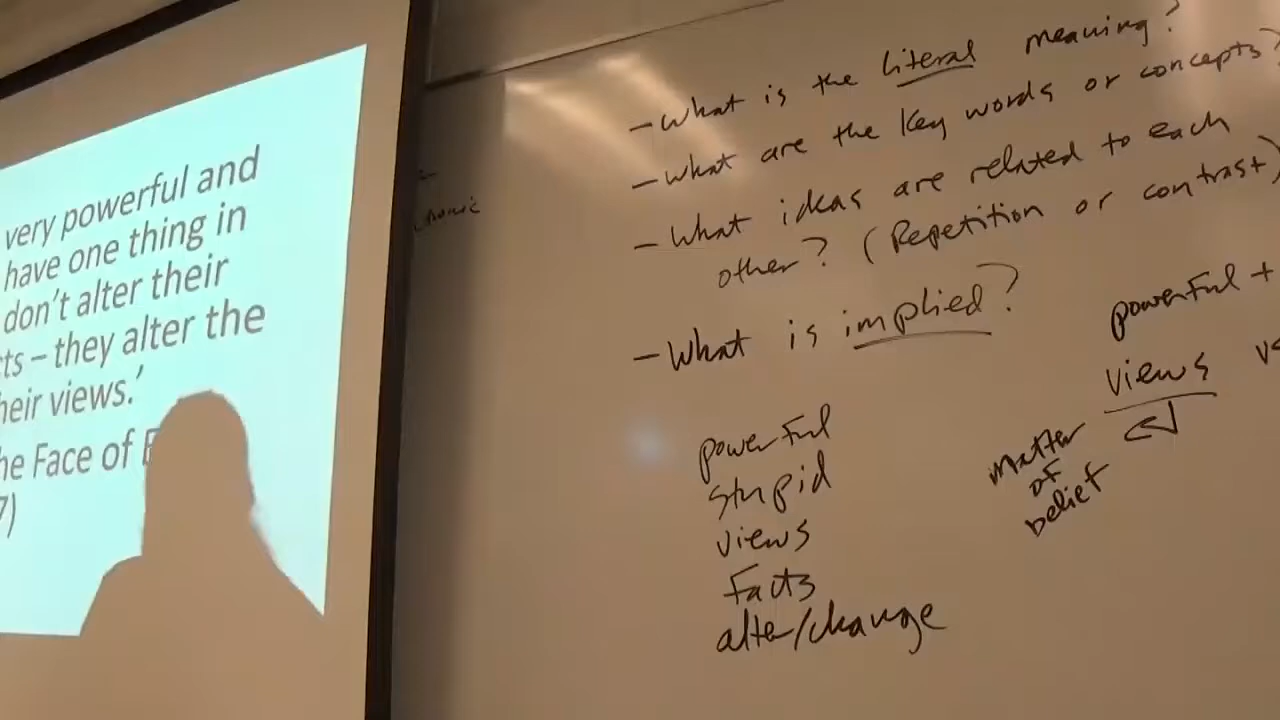 very powerful and
have one thing in
don't alter their
cts – they alter the
heir views.'
he Face of E
7)
- What is the literal meaning?
- What are the key words or concepts?
- What ideas are related to each
other? (Repetition or contrast)
- What is implied?
powerful
stupid
views
Facts
alter/change
powerful +
views
matter
of
belief